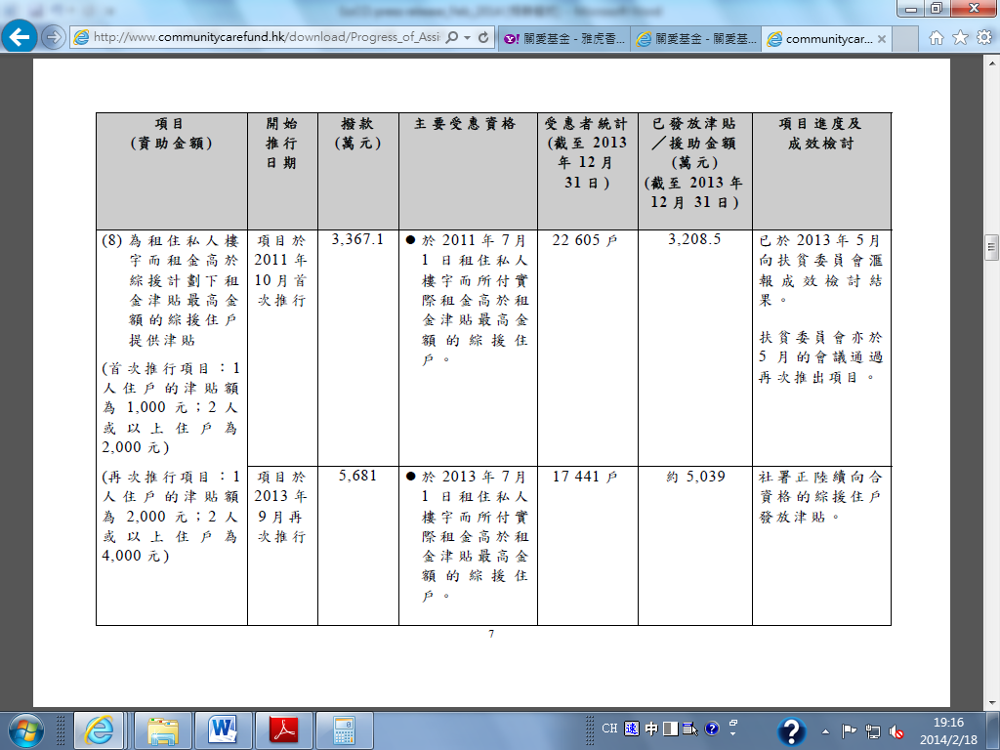 http://www.communitycarefund.hk/download/Progress_of_Assi
關愛基金 - 雅虎香...
關愛基金 - 關愛基...
communitycar...
項目
(資助金額)
開始
推行
日期
撥款
(萬元)
主要受惠資格
受惠者統計
(截至 2013
年 12 月
31 日)
已發放津貼
／援助金額
(萬元)
(截至 2013 年
12 月 31 日)
項目進度及
成效檢討
(8) 為租住私人樓
宇而租金高於
綜援計劃下租
金津貼最高金
額的綜援住戶
提供津貼
(首次推行項目：1
人住戶的津貼額
為 1,000 元；2 人
或以上住戶為
2,000 元)
項目於
2011 年
10 月首
次推行
3,367.1
● 於 2011 年 7 月
1 日租住私人
樓宇而所付實
際租金高於租
金津貼最高金
額的綜援住
戶。
22 605 戶
3,208.5
已於 2013 年 5 月
向扶貧委員會滙
報成效檢討結
果。
扶貧委員會亦於
5 月的會議通過
再次推出項目。
(再次推行項目：1
人住戶的津貼額
為 2,000 元；2 人
或以上住戶為
4,000 元)
項目於
2013 年
9 月再
次推行
5,681
● 於 2013 年 7 月
1 日租住私人
樓宇而所付實
際租金高於租
金津貼最高金
額的綜援住
戶。
17 441 戶
約 5,039
社署正陸續向合
資格的綜援住戶
發放津貼。
7
CH 速 中
19:16
2014/2/18